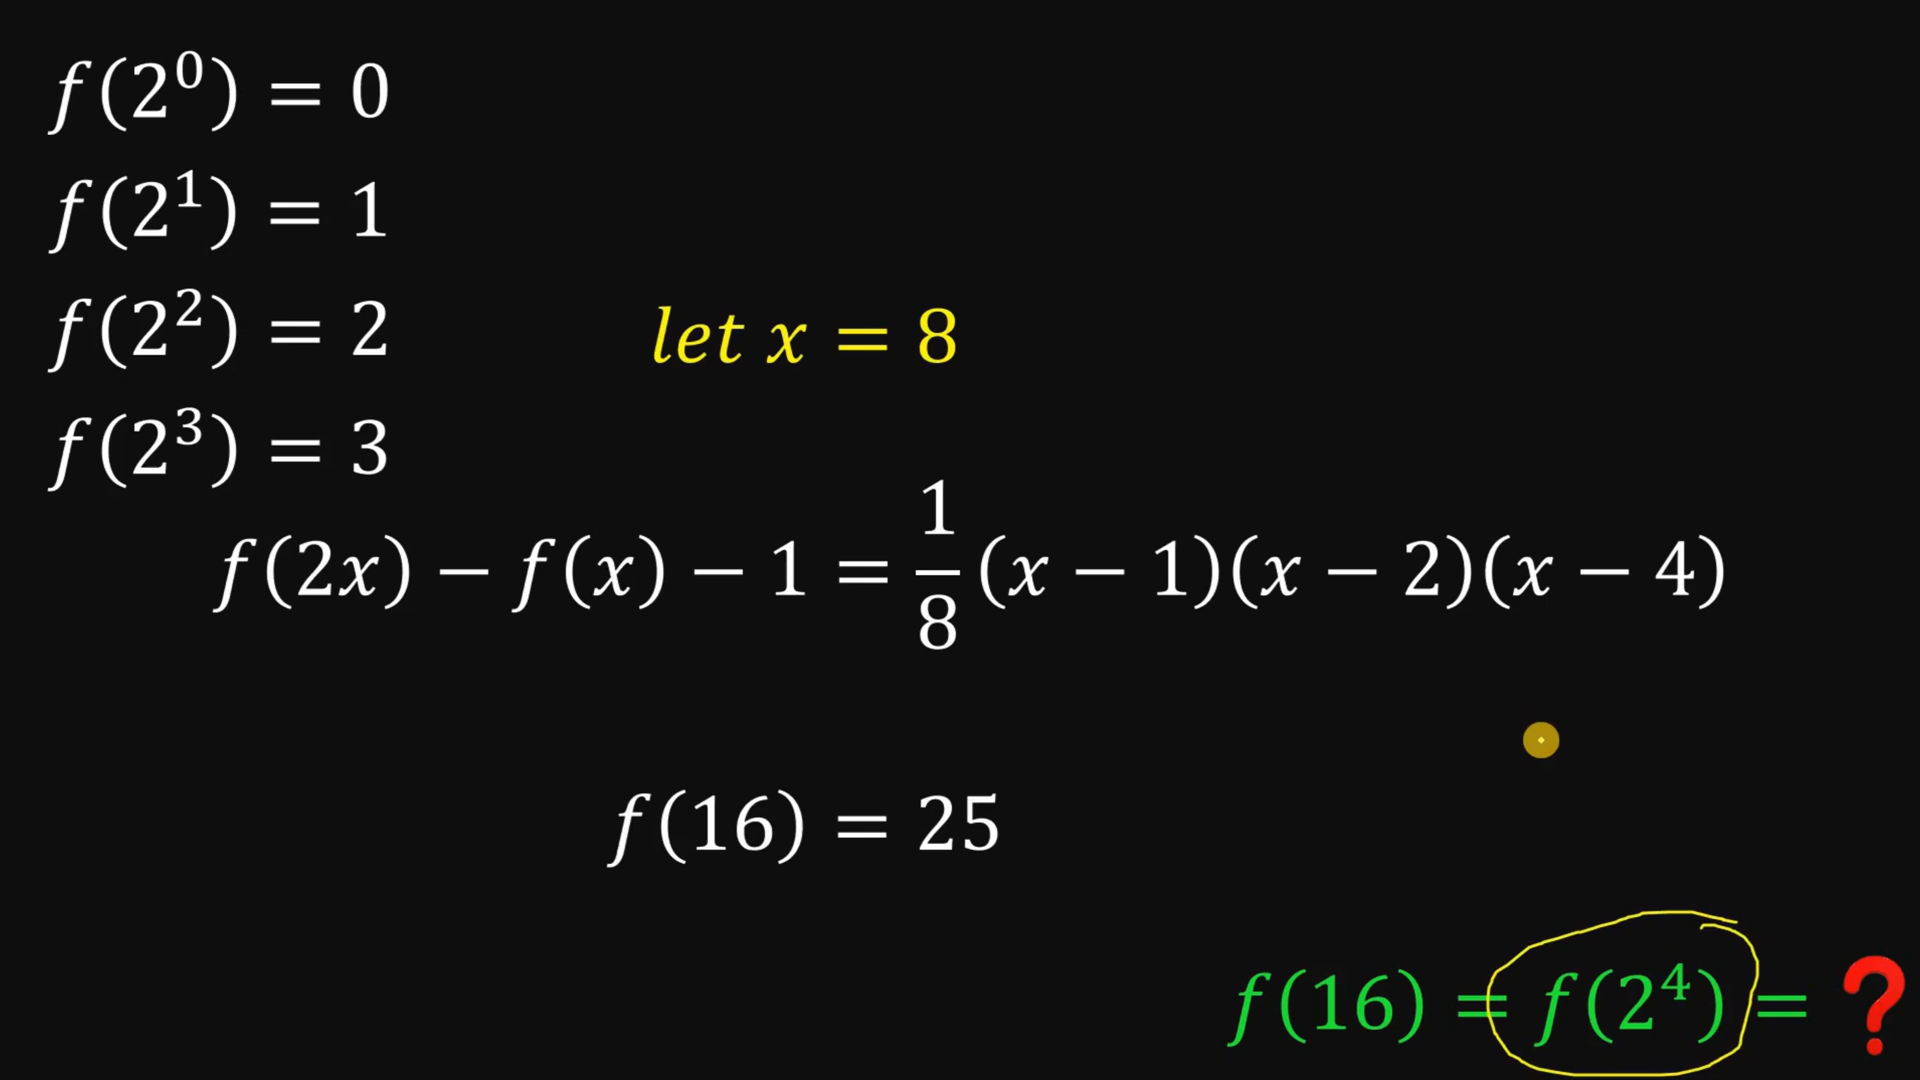 f(2⁰) = 0
f(2¹) = 1
f(2²) = 2
let x = 8
f(2³) = 3
f(2x) − f(x) − 1 = 1/8 (x − 1)(x − 2)(x − 4)
f(16) = 25
f(16) = f(2⁴) = ❓